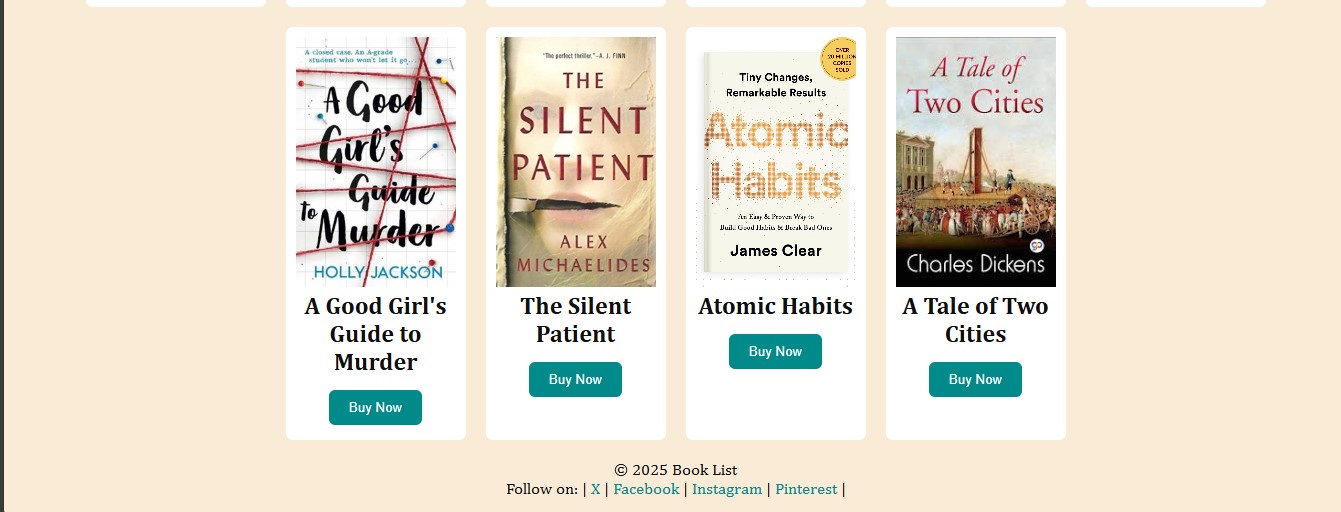 A closed case. An A-grade
student who won't let it go...
A Good
Girl's
Guide
to
Murder
HOLLY JACKSON
"The perfect thriller."—A. J. FINN
THE
SILENT
PATIENT
ALEX
MICHAELIDES
OVER
20 MILLION
COPIES
SOLD
Tiny Changes,
Remarkable Results
Atomic
Habits
An Easy & Proven Way to
Build Good Habits & Break Bad Ones
James Clear
A Tale of
Two Cities
Charles Dickens
A Good Girl's
Guide to
Murder
Buy Now
The Silent
Patient
Buy Now
Atomic Habits
Buy Now
A Tale of Two
Cities
Buy Now
© 2025 Book List
Follow on: | X | Facebook | Instagram | Pinterest |